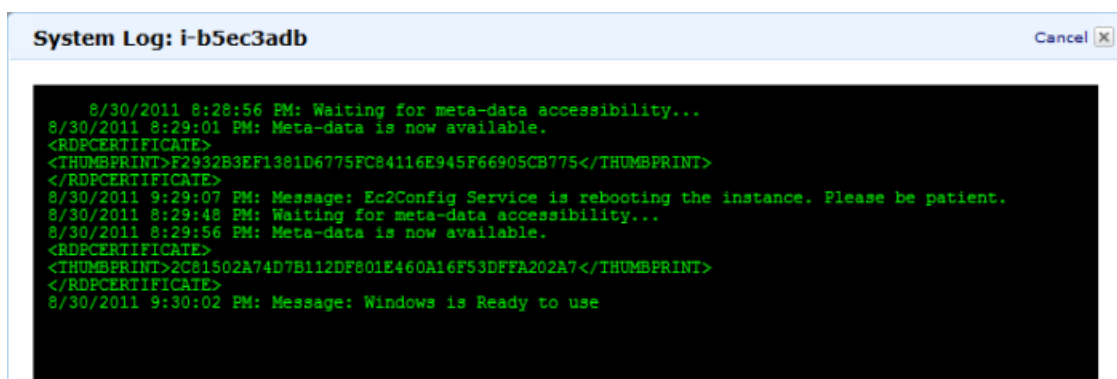 System Log: i-b5ec3adb
Cancel
8/30/2011 8:28:56 PM: Waiting for meta-data accessibility...
8/30/2011 8:29:01 PM: Meta-data is now available.
<RDPCERTIFICATE>
<THUMBPRINT>F2932B3EF1381D6775FC84116E945F66905CB775</THUMBPRINT>
</RDPCERTIFICATE>
8/30/2011 9:29:07 PM: Message: Ec2Config Service is rebooting the instance. Please be patient.
8/30/2011 8:29:48 PM: Waiting for meta-data accessibility...
8/30/2011 8:29:56 PM: Meta-data is now available.
<RDPCERTIFICATE>
<THUMBPRINT>2C81502A74D7B112DF801E460A16F53DFFA202A7</THUMBPRINT>
</RDPCERTIFICATE>
8/30/2011 9:30:02 PM: Message: Windows is Ready to use